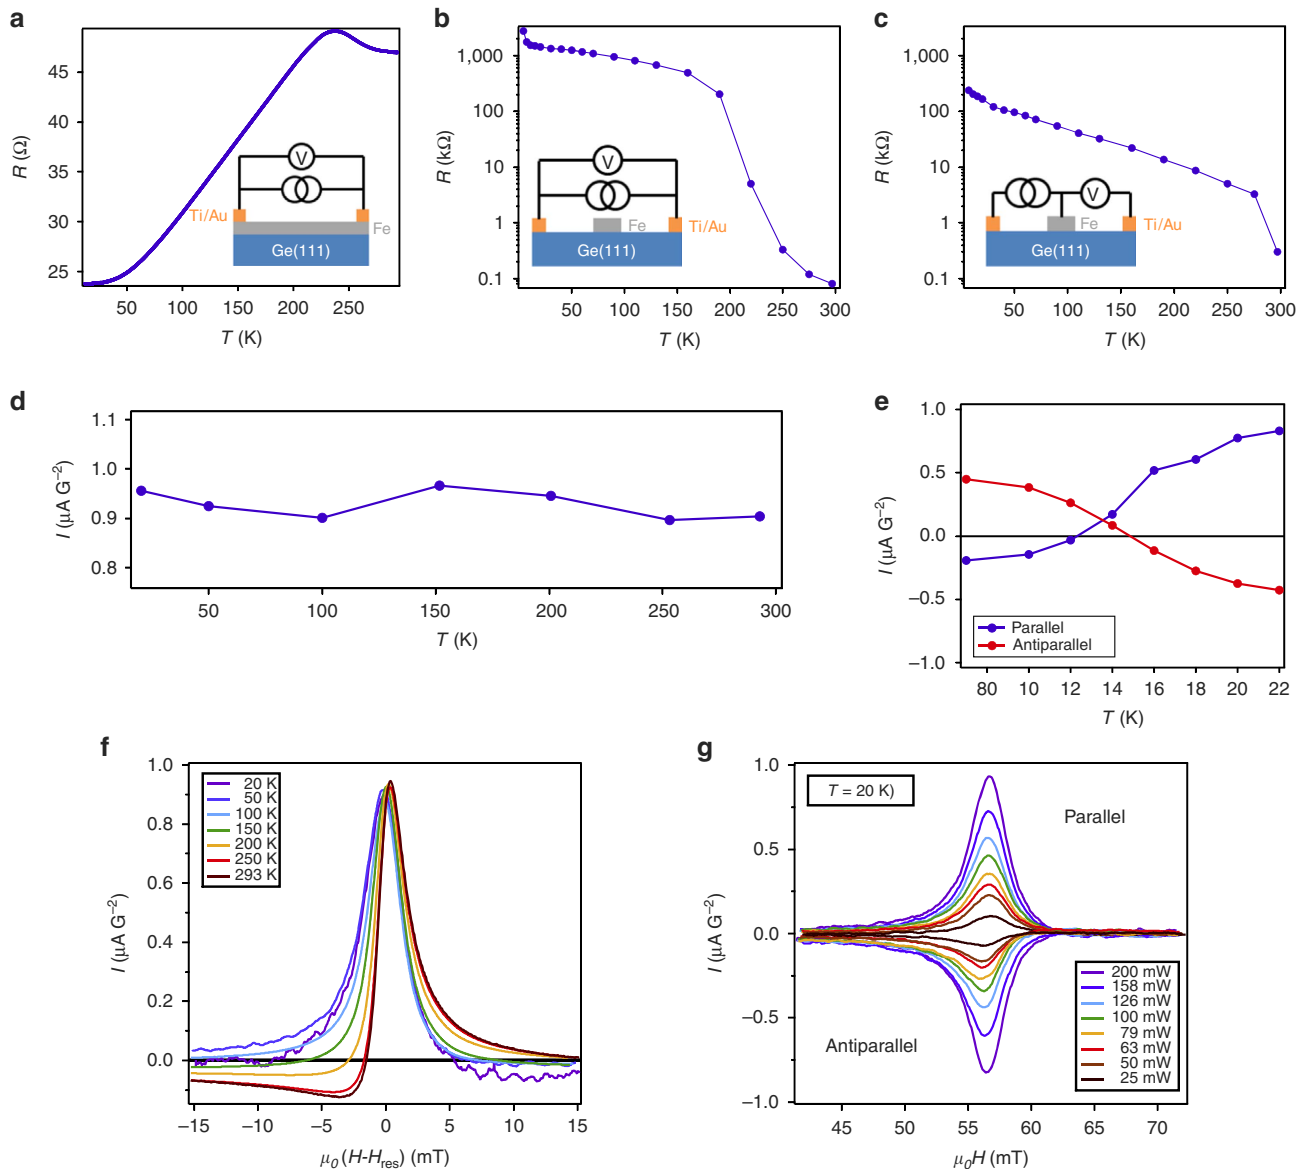 a
R (Ω)
45
40
35
30
25
V
Ti/Au
Fe
Ge(111)
50 100 150 200 250
T (K)
b
R (kΩ)
1,000
100
10
1
0.1
V
Fe
Ti/Au
Ge(111)
50 100 150 200 250 300
T (K)
c
R (kΩ)
1,000
100
10
1
0.1
V
Fe
Ti/Au
Ge(111)
50 100 150 200 250 300
T (K)
d
I (μA G⁻²)
1.1
1.0
0.9
0.8
50 100 150 200 250 300
T (K)
e
I (μA G⁻²)
1.0
0.5
0.0
−0.5
−1.0
Parallel
Antiparallel
80 10 12 14 16 18 20 22
T (K)
f
I (μA G⁻²)
1.0
0.8
0.6
0.4
0.2
0.0
20 K
50 K
100 K
150 K
200 K
250 K
293 K
−15 −10 −5 0 5 10 15
μ₀ (H-Hres) (mT)
g
I (μA G⁻²)
1.0
0.5
0.0
−0.5
−1.0
T = 20 K)
Parallel
Antiparallel
200 mW
158 mW
126 mW
100 mW
79 mW
63 mW
50 mW
25 mW
45 50 55 60 65 70
μ₀H (mT)